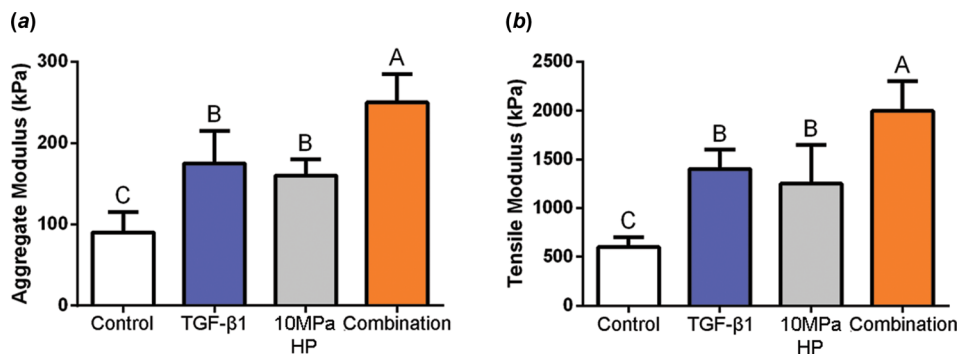 (a)
Aggregate Modulus (kPa)
300
200
100
0
C
B
B
A
Control
TGF-β1
10MPa
HP
Combination
(b)
Tensile Modulus (kPa)
2500
2000
1500
1000
500
0
C
B
B
A
Control
TGF-β1
10MPa
HP
Combination